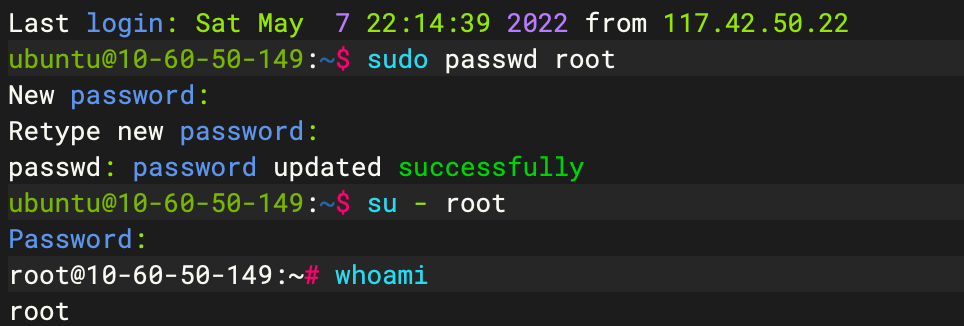 Last login: Sat May  7 22:14:39 2022 from 117.42.50.22
ubuntu@10-60-50-149:~$ sudo passwd root
New password:
Retype new password:
passwd: password updated successfully
ubuntu@10-60-50-149:~$ su - root
Password:
root@10-60-50-149:~# whoami
root